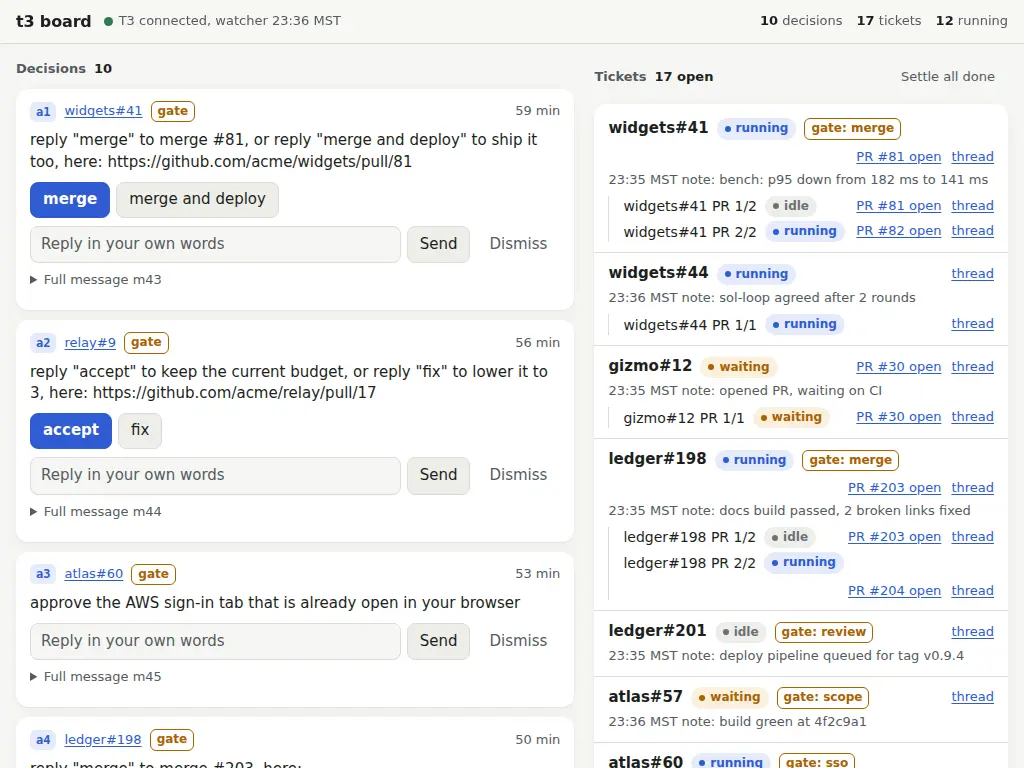 t3 board T3 connected, watcher 23:36 MST 10 decisions 17 tickets 12 running
Decisions 10
a1 widgets#41 gate 59 min
reply "merge" to merge #81, or reply "merge and deploy" to ship it
too, here: https://github.com/acme/widgets/pull/81
merge merge and deploy
Reply in your own words Send Dismiss
Full message m43
a2 relay#9 gate 56 min
reply "accept" to keep the current budget, or reply "fix" to lower it to
3, here: https://github.com/acme/relay/pull/17
accept fix
Reply in your own words Send Dismiss
Full message m44
a3 atlas#60 gate 53 min
approve the AWS sign-in tab that is already open in your browser
Reply in your own words Send Dismiss
Full message m45
a4 ledger#198 gate 50 min
reply "merge" to merge #203, here:
Tickets 17 open Settle all done
widgets#41 running gate: merge
PR #81 open thread
23:35 MST note: bench: p95 down from 182 ms to 141 ms
widgets#41 PR 1/2 idle PR #81 open thread
widgets#41 PR 2/2 running PR #82 open thread
widgets#44 running thread
23:36 MST note: sol-loop agreed after 2 rounds
widgets#44 PR 1/1 running thread
gizmo#12 waiting PR #30 open thread
23:35 MST note: opened PR, waiting on CI
gizmo#12 PR 1/1 waiting PR #30 open thread
ledger#198 running gate: merge
PR #203 open thread
23:35 MST note: docs build passed, 2 broken links fixed
ledger#198 PR 1/2 idle PR #203 open thread
ledger#198 PR 2/2 running
PR #204 open thread
ledger#201 idle gate: review thread
23:35 MST note: deploy pipeline queued for tag v0.9.4
atlas#57 waiting gate: scope thread
23:36 MST note: build green at 4f2c9a1
atlas#60 running gate: sso